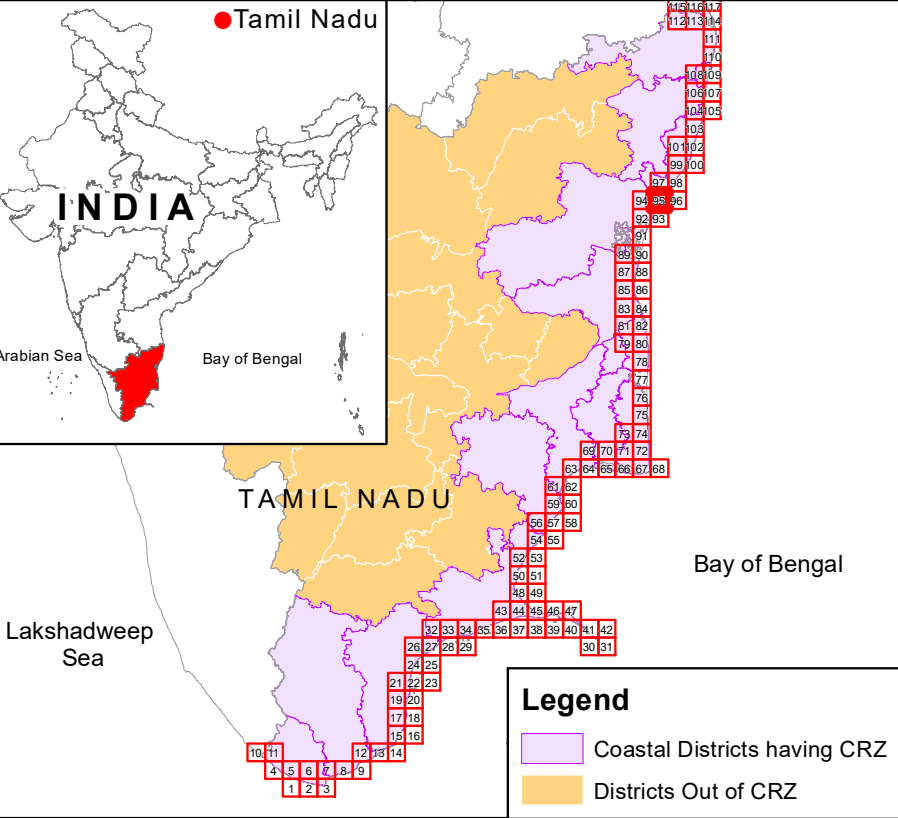 Tamil Nadu
INDIA
Arabian Sea
Bay of Bengal
115 116 117
112 113 114
111
110
108 109
106 107
104 105
103
101 102
99 100
97 98
94 95 96
92 93
91
89 90
87 88
85 86
83 84
81 82
79 80
78
77
76
75
73 74
69 70 71 72
63 64 65 66 67 68
61 62
59 60
56 57 58
54 55
52 53
50 51
48 49
43 44 45 46 47
32 33 34 35 36 37 38 39 40 41 42
26 27 28 29 30 31
24 25
21 22 23
19 20
17 18
15 16
10 11 12 13 14
4 5 6 7 8 9
1 2 3
TAMIL NADU
Bay of Bengal
Lakshadweep
Sea
Legend
Coastal Districts having CRZ
Districts Out of CRZ